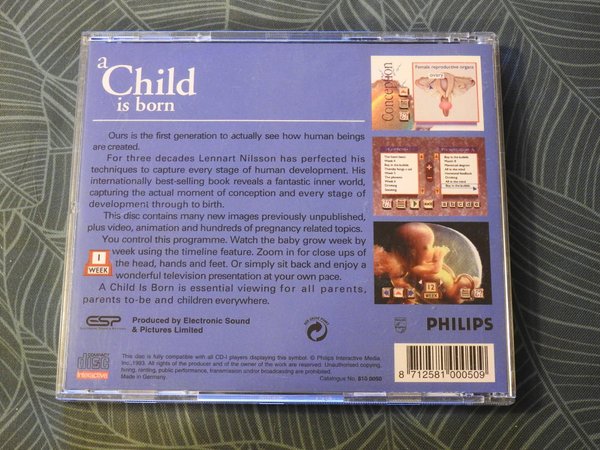 a
Child
is born
Ours is the first generation to actually see how human beings
are created.
For three decades Lennart Nilsson has perfected his
techniques to capture every stage of human development. His
internationally best-selling book reveals a fantastic inner world,
capturing the actual moment of conception and every stage of
development through to birth.
This disc contains many new images previously unpublished,
plus video, animation and hundreds of pregnancy related topics.
You control this programme. Watch the baby grow week by
week using the timeline feature. Zoom in for close ups of
the head, hands and feet. Or simply sit back and enjoy a
wonderful television presentation at your own pace.
A Child Is Born is essential viewing for all parents,
parents to-be and children everywhere.
1
WEEK
Conception
Female reproductive organs
ovary
a b c d e
12
WEEK
ESP
Produced by Electronic Sound
& Pictures Limited
PHILIPS
COMPACT
disc
Interactive
This disc is fully compatible with all CD-I players displaying this symbol. © Philips Interactive Media,
Inc.,1993. All rights of the producer and of the owner of the work are reserved. Unauthorised copying,
hiring, renting, public performance, transmission and/or broadcasting are prohibited.
Made in Germany.
Catalogue No. 810 0050
8 712581 000509